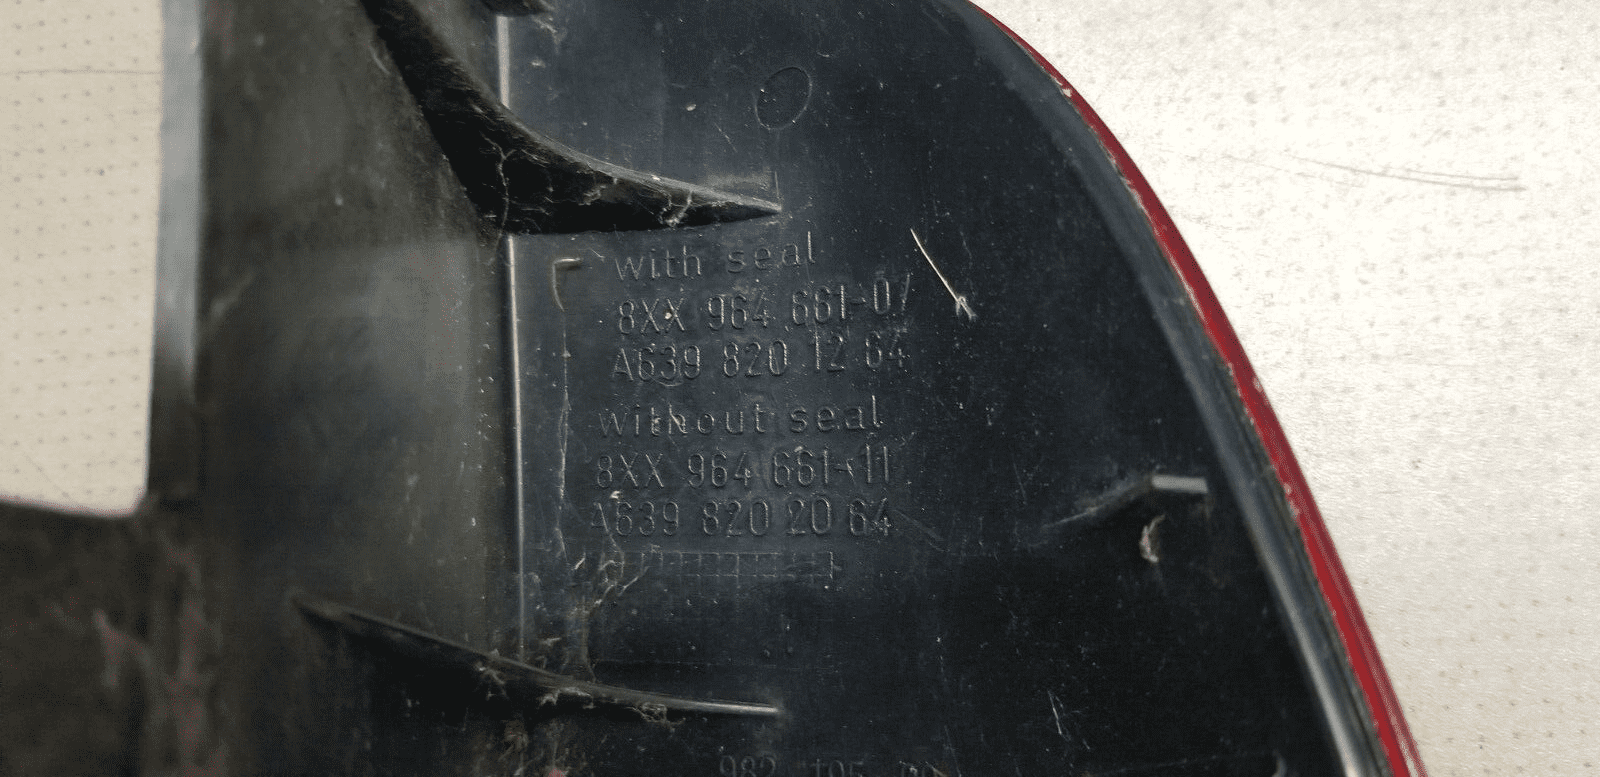 with seal
8XX 964 661-07
A639 820 12 64
without seal
8XX 964 661-11
A639 820 20 64